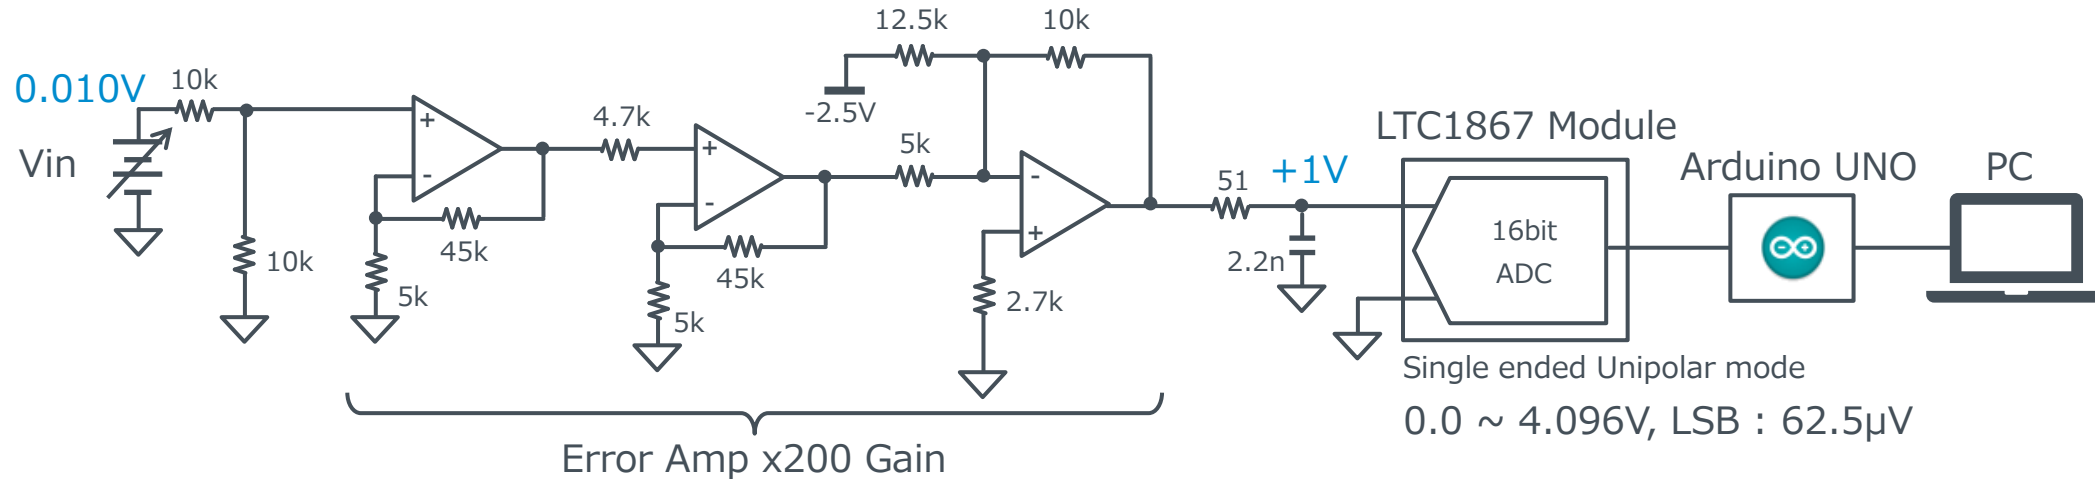 12.5k
10k
0.010V
10k
-2.5V
4.7k
LTC1867 Module
+
+
5k
Vin
-
-
-
51
+1V
Arduino UNO
PC
45k
+
16bit
ADC
10k
45k
2.2n
5k
2.7k
5k
Single ended Unipolar mode
0.0 ~ 4.096V, LSB : 62.5μV
Error Amp x200 Gain